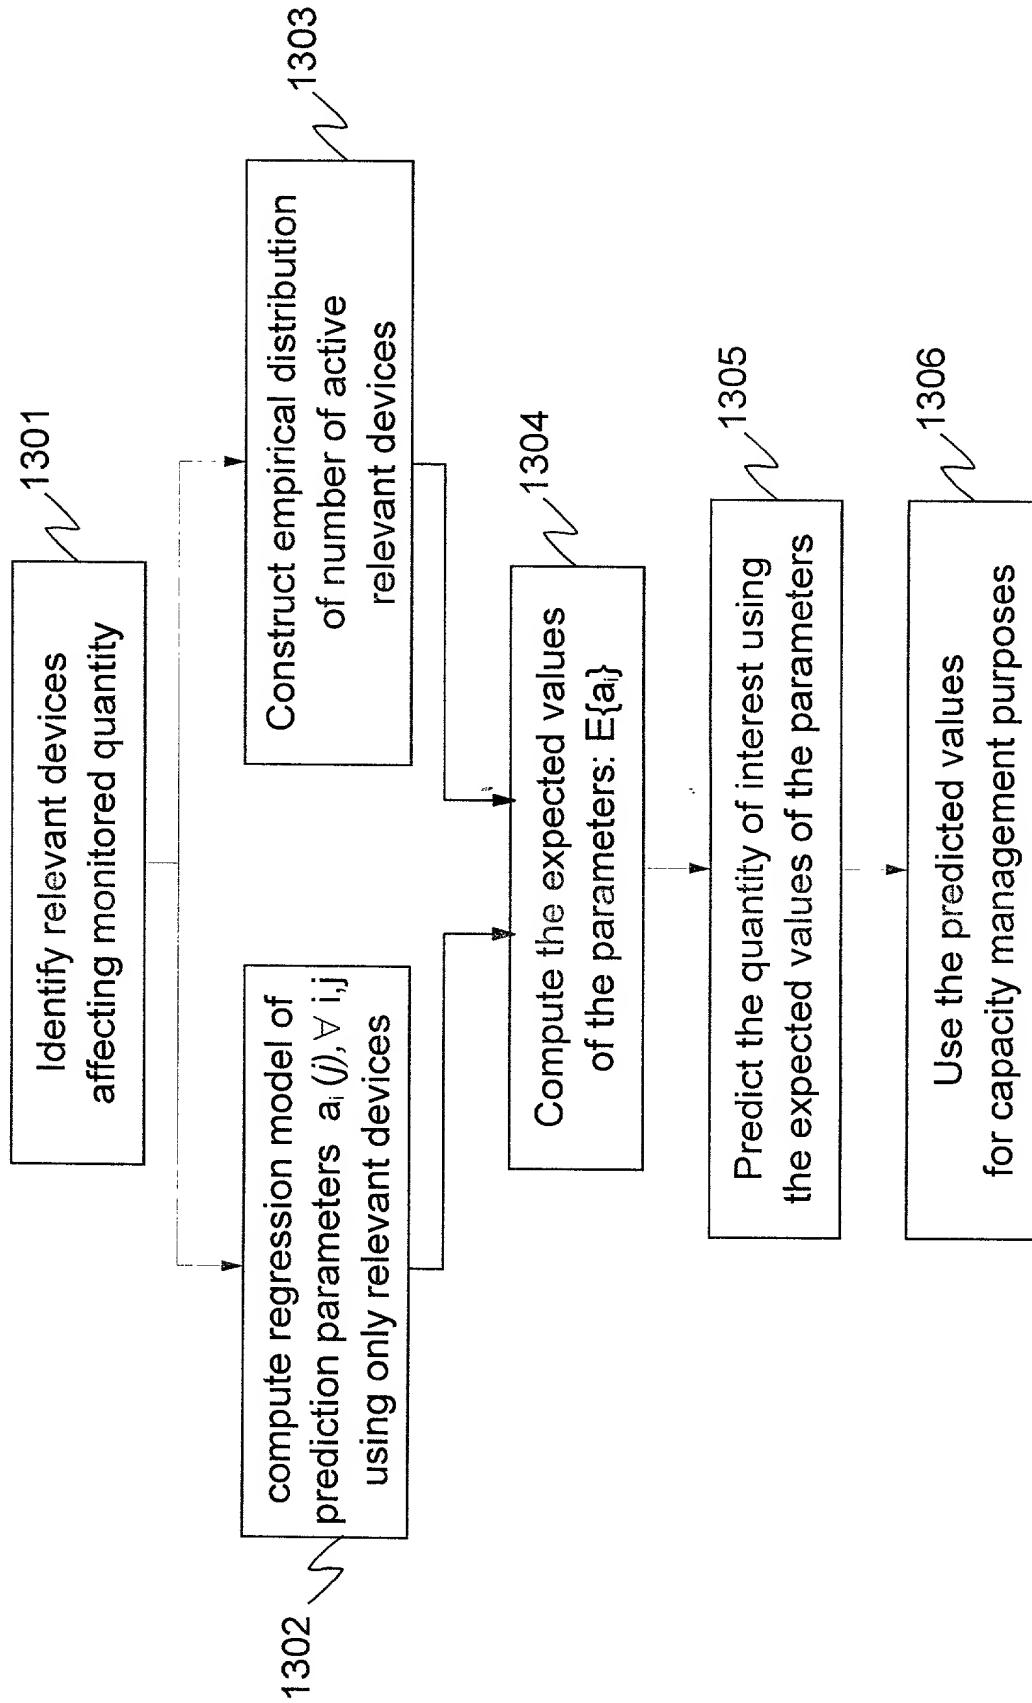 1301
Identify relevant devices
affecting monitored quantity
1302
compute regression model of
prediction parameters aᵢ (j), ∀ i,j
using only relevant devices
1303
Construct empirical distribution
of number of active
relevant devices
1304
Compute the expected values
of the parameters: E{aᵢ}
1305
Predict the quantity of interest using
the expected values of the parameters
1306
Use the predicted values
for capacity management purposes